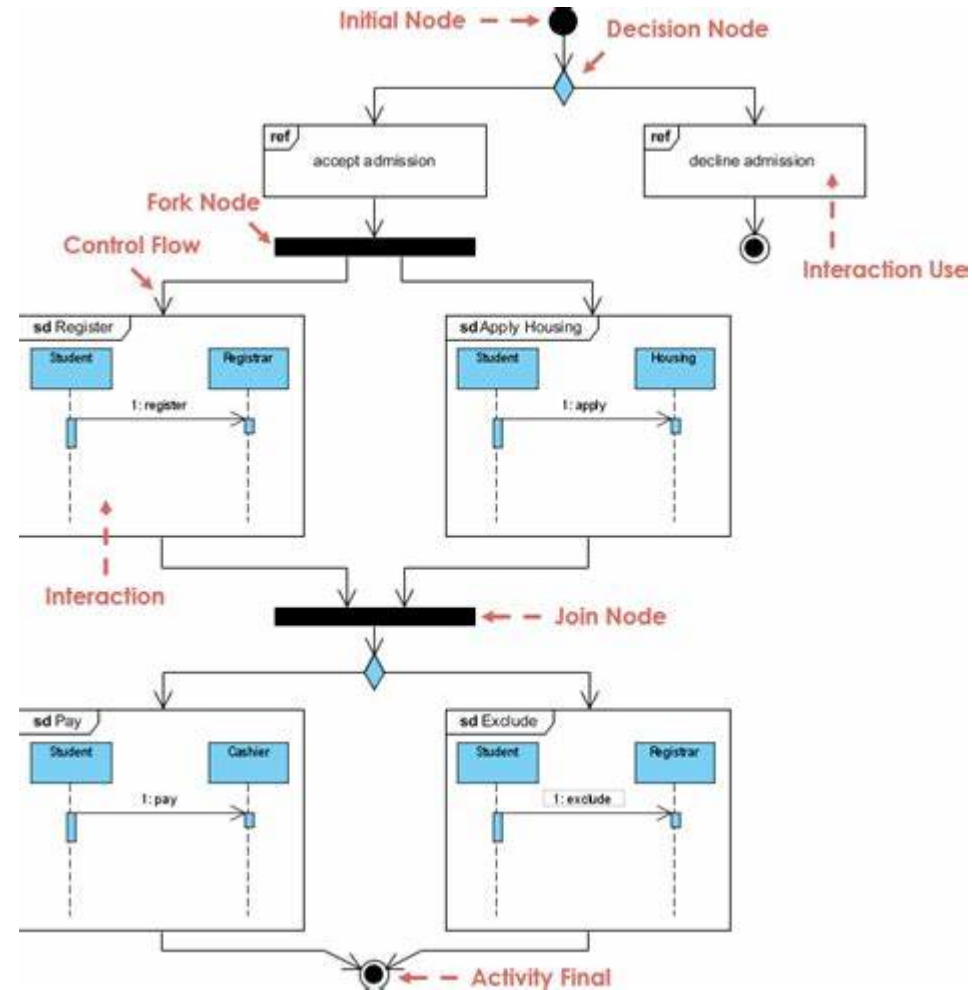 Initial Node
Decision Node
ref
accept admission
ref
decline admission
Fork Node
Control Flow
Interaction Use
sd Register
Student
Registrar
1: register
sd Apply Housing
Student
Housing
1: apply
Interaction
Join Node
sd Pay
Student
Cashier
1: pay
sd Exclude
Student
Registrar
1: exclude
Activity Final